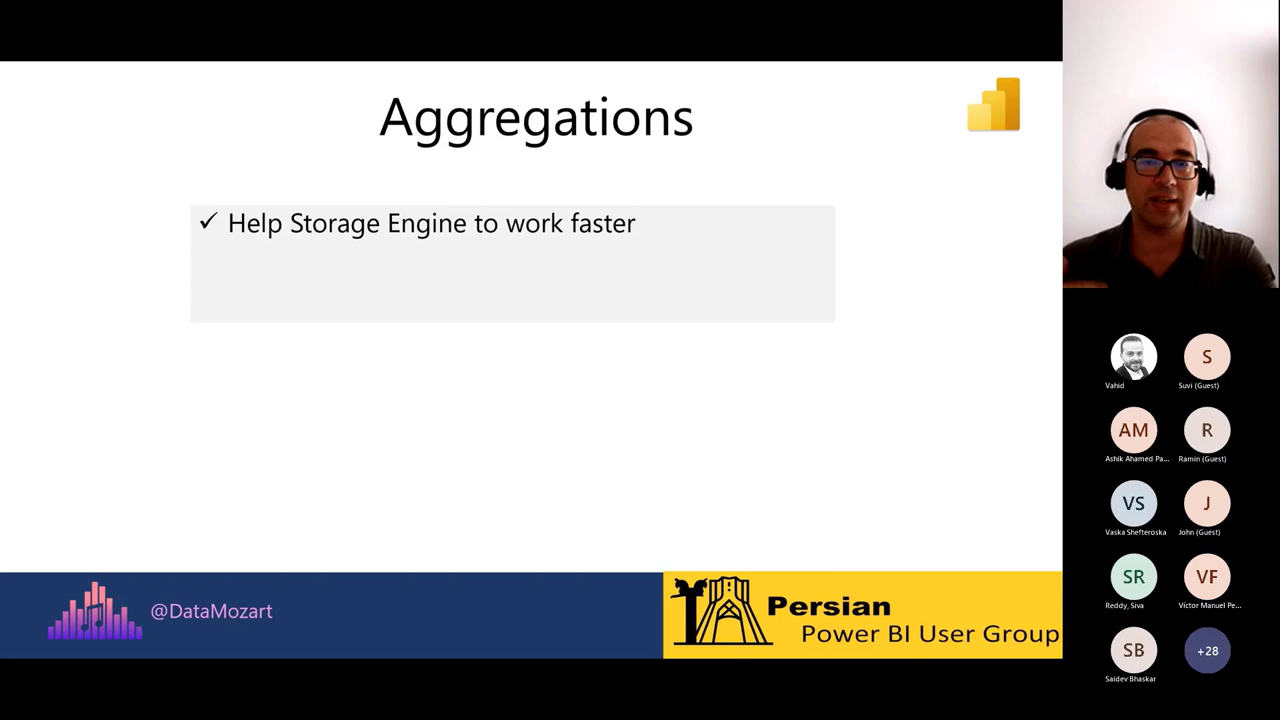 Aggregations
✓ Help Storage Engine to work faster
@DataMozart
Persian
Power BI User Group
Vahid
S
Suvi (Guest)
AM
Ashik Ahamed Pa...
R
Ramin (Guest)
VS
Vaska Shefteroska
J
John (Guest)
SR
Reddy, Siva
VF
Victor Manuel Pe...
SB
Saidev Bhaskar
+28